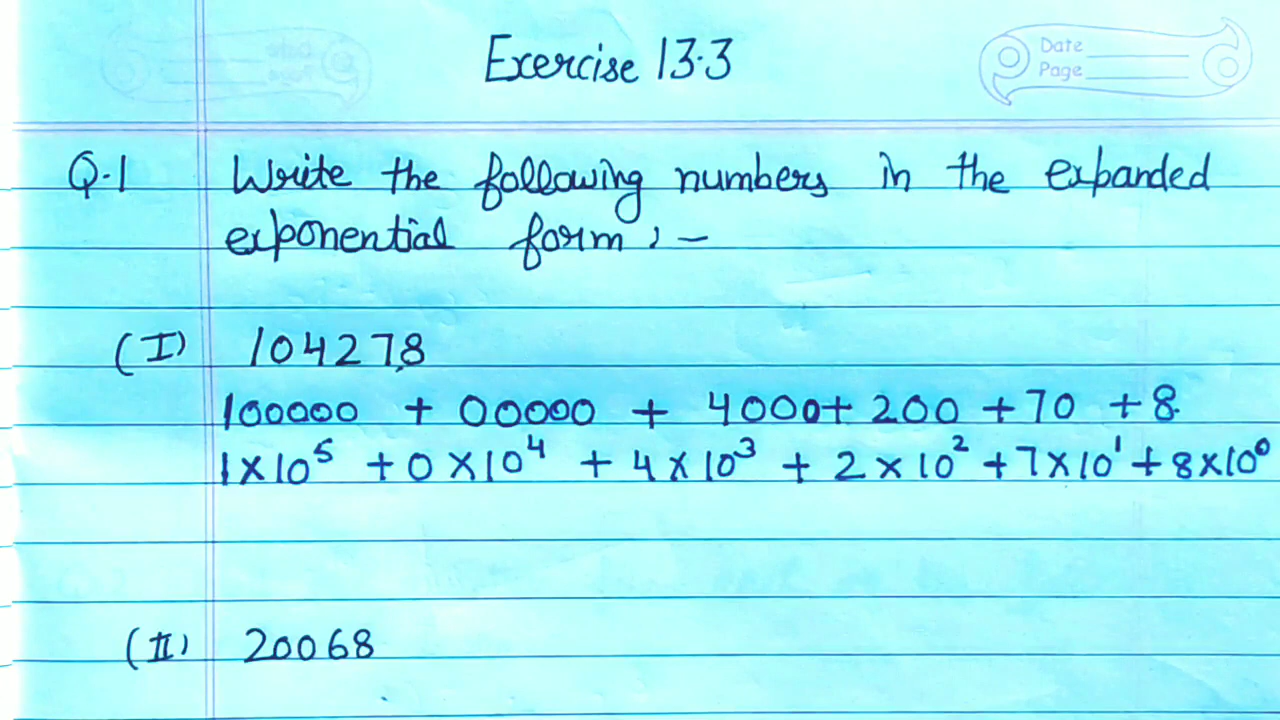 Exercise 13.3
Date
Page
Q.1 Write the following numbers in the expanded
exponential form :-
(I) 104278
100000 + 00000 + 4000+ 200 + 70 + 8
1×10⁵ + 0×10⁴ + 4×10³ + 2×10² + 7×10¹ + 8×10⁰
(II) 20068